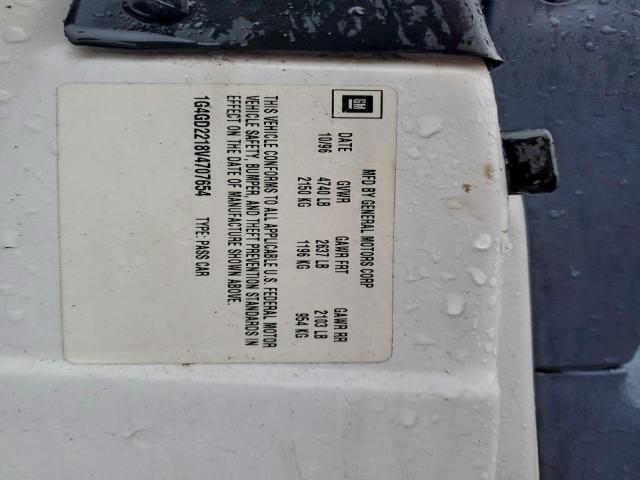 GM
MFD BY GENERAL MOTORS CORP
DATE GVWR GAWR FRT GAWR RR
10/96 4740 LB 2637 LB 2103 LB
2150 KG 1196 KG 954 KG
THIS VEHICLE CONFORMS TO ALL APPLICABLE U.S. FEDERAL MOTOR
VEHICLE SAFETY, BUMPER, AND THEFT PREVENTION STANDARDS IN
EFFECT ON THE DATE OF MANUFACTURE SHOWN ABOVE.
1G4GD2218V4707654 TYPE: PASS CAR